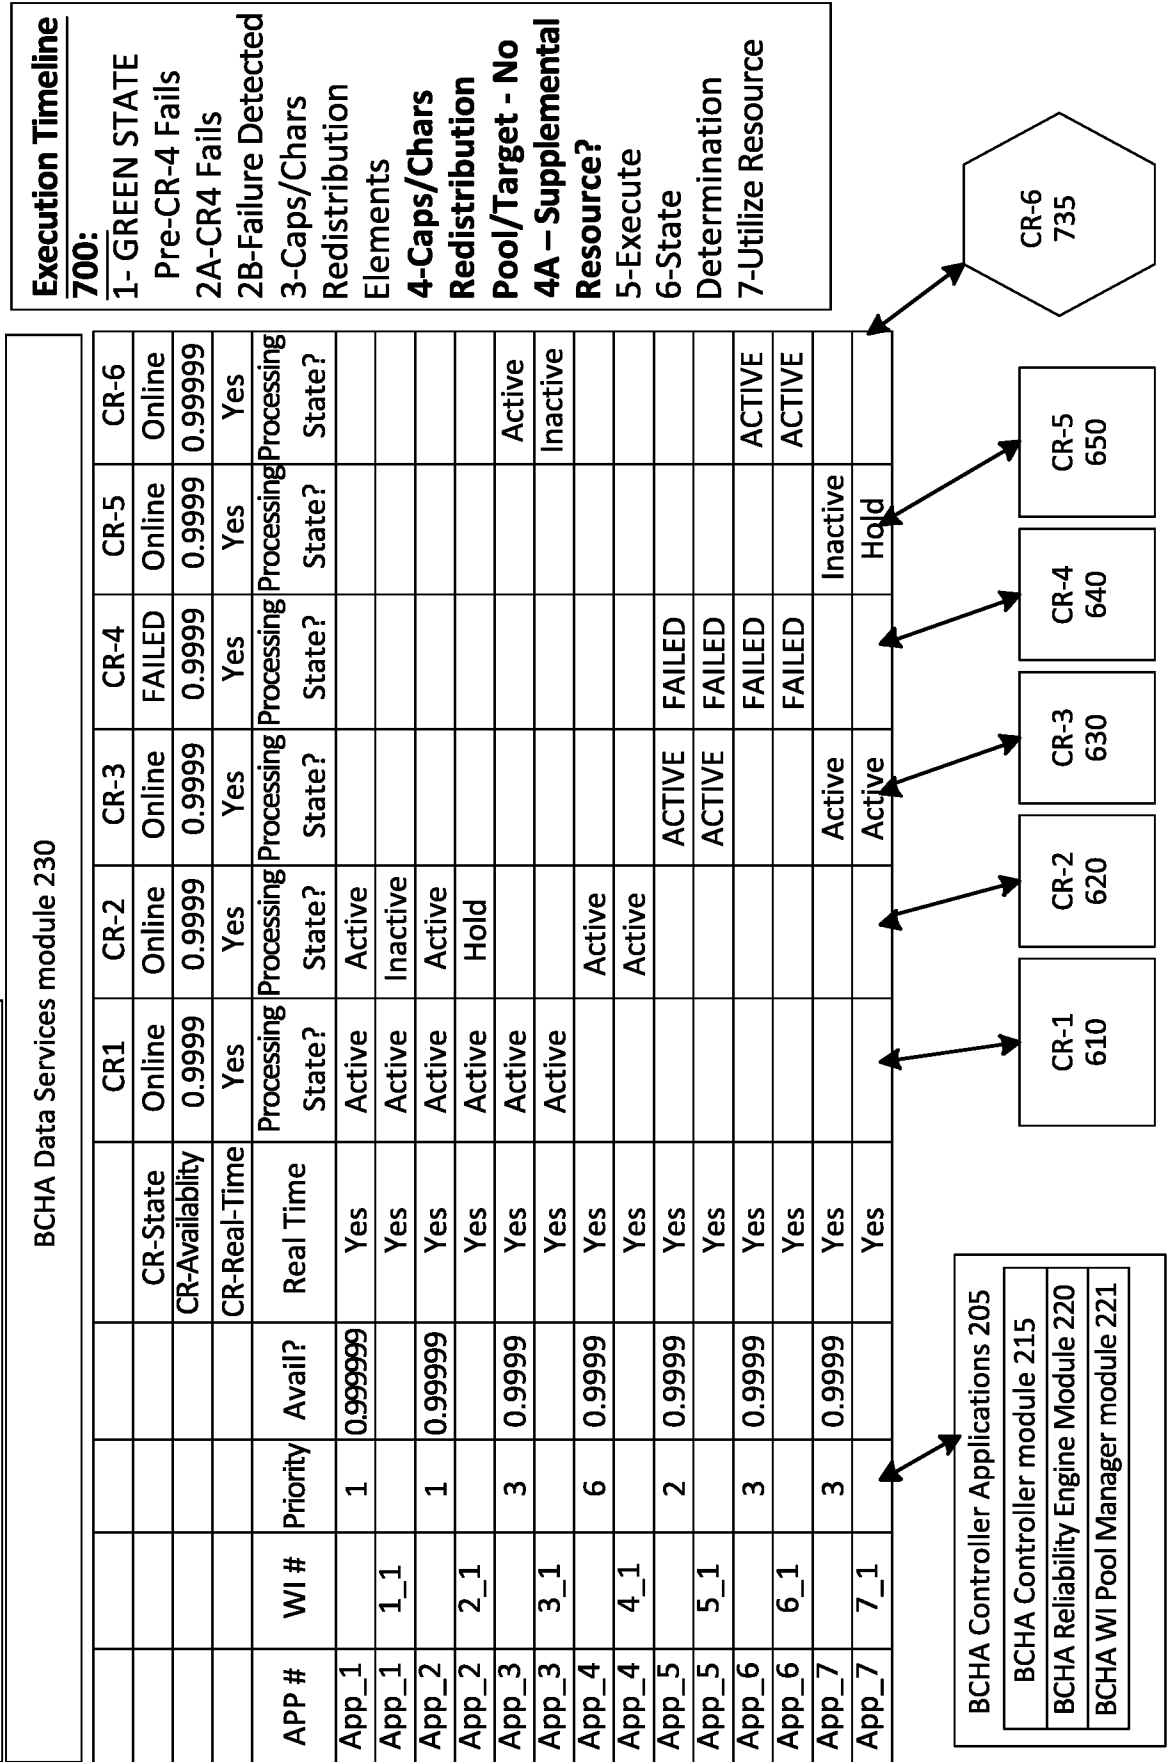 BCHA Data Services module 230
CR1 CR-2 CR-3 CR-4 CR-5 CR-6
CR-State Online Online Online FAILED Online Online
CR-Availablity 0.9999 0.9999 0.9999 0.9999 0.9999 0.99999
CR-Real-Time Yes Yes Yes Yes Yes Yes
APP # WI # Priority Avail? Real Time Processing State? Processing State? Processing State? Processing State? Processing State? Processing State?
App_1 1 0.999999 Yes Active Active
App_1 1_1 Yes Active Inactive
App_2 1 0.99999 Yes Active Active
App_2 2_1 Yes Active Hold
App_3 3 0.9999 Yes Active Active
App_3 3_1 Yes Active Inactive
App_4 6 0.9999 Yes Active
App_4 4_1 Yes Active
App_5 2 0.9999 Yes ACTIVE FAILED
App_5 5_1 Yes ACTIVE FAILED
App_6 3 0.9999 Yes FAILED ACTIVE
App_6 6_1 Yes FAILED ACTIVE
App_7 3 0.9999 Yes Active Inactive
App_7 7_1 Yes Active Hold
Execution Timeline
700:
1- GREEN STATE
Pre-CR-4 Fails
2A-CR4 Fails
2B-Failure Detected
3-Caps/Chars
Redistribution
Elements
4-Caps/Chars
Redistribution
Pool/Target - No
4A – Supplemental
Resource?
5-Execute
6-State
Determination
7-Utilize Resource
BCHA Controller Applications 205
BCHA Controller module 215
BCHA Reliability Engine Module 220
BCHA WI Pool Manager module 221
CR-1
610
CR-2
620
CR-3
630
CR-4
640
CR-5
650
CR-6
735